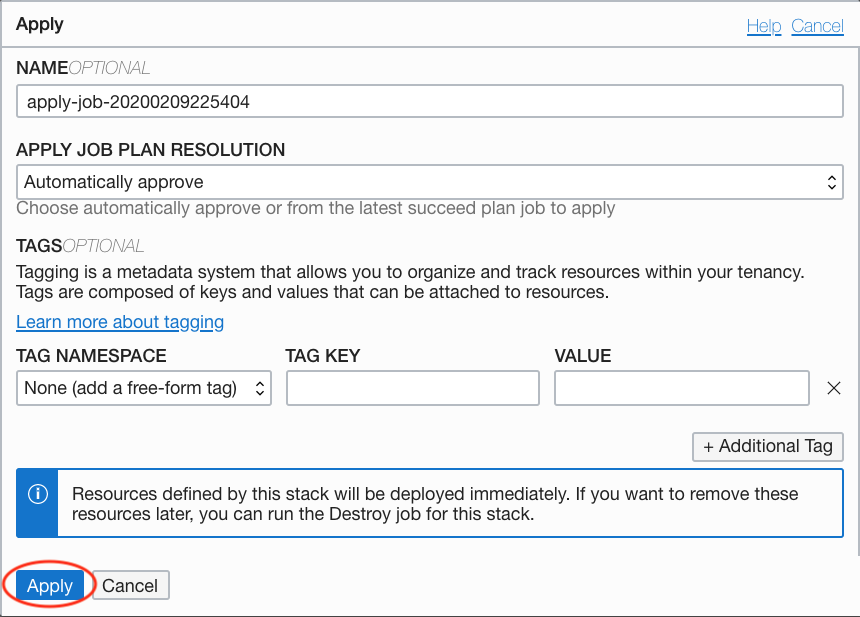 Apply
Help Cancel
NAME OPTIONAL
apply-job-20200209225404
APPLY JOB PLAN RESOLUTION
Automatically approve
Choose automatically approve or from the latest succeed plan job to apply
TAGS OPTIONAL
Tagging is a metadata system that allows you to organize and track resources within your tenancy.
Tags are composed of keys and values that can be attached to resources.
Learn more about tagging
TAG NAMESPACE TAG KEY VALUE
None (add a free-form tag)
+ Additional Tag
Resources defined by this stack will be deployed immediately. If you want to remove these
resources later, you can run the Destroy job for this stack.
Apply Cancel